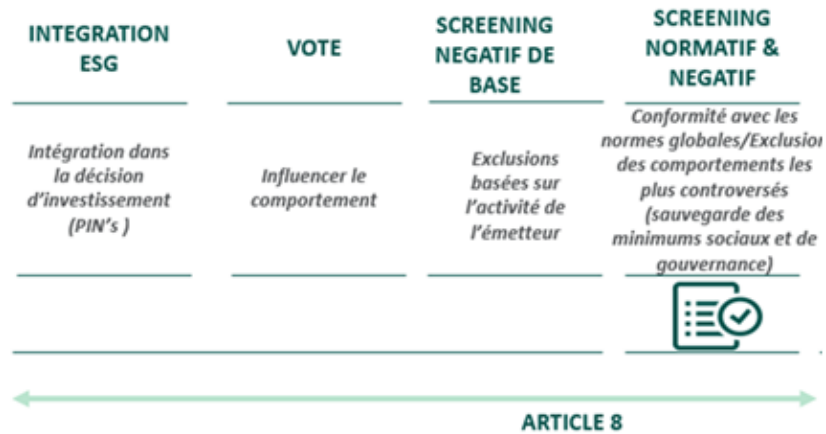 INTEGRATION
ESG
VOTE
SCREENING
NEGATIF DE
BASE
SCREENING
NORMATIF &
NEGATIF
Intégration dans
la décision
d'investissement
(PIN's )
Influencer le
comportement
Exclusions
basées sur
l'activité de
l'émetteur
Conformité avec les
normes globales/Exclusion
des comportements les
plus controversés
(sauvegarde des
minimums sociaux et de
gouvernance)
ARTICLE 8